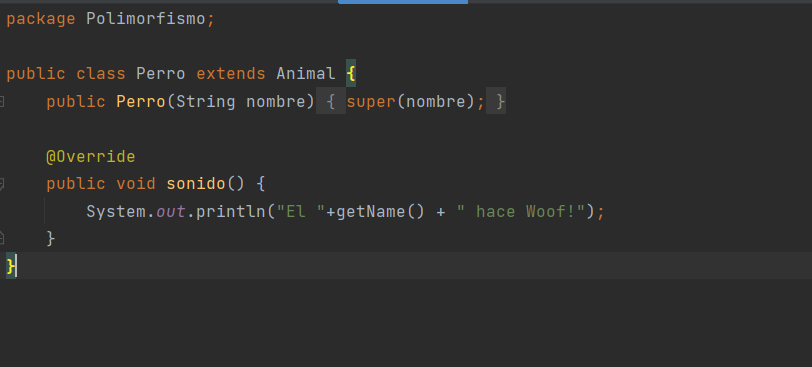 package Polimorfismo;
public class Perro extends Animal {
public Perro(String nombre) { super(nombre); }
@Override
public void sonido() {
System.out.println("El "+getName() + " hace Woof!");
}
}